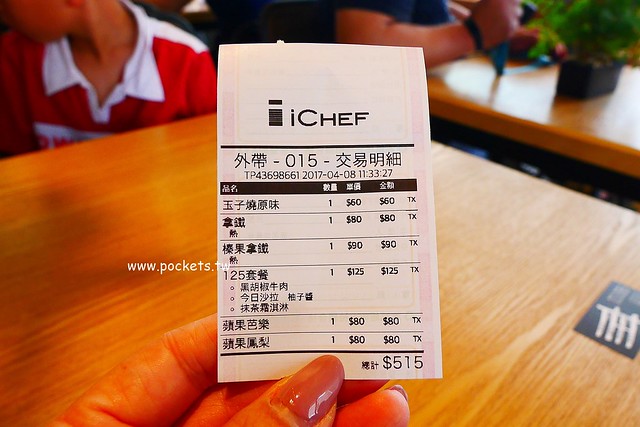 iCHEF
外帶 - 015 - 交易明細
TP43698661 2017-04-08 11:33:27
品名 數量 單價 金額
玉子燒原味 1 $60 $60 TX
拿鐵 1 $80 $80 TX
熱
榛果拿鐵 1 $90 $90 TX
熱
125套餐 1 $125 $125 TX
黑胡椒牛肉
今日沙拉 柚子醬
抹茶霜淇淋
蘋果芭樂 1 $80 $80 TX
蘋果鳳梨 1 $80 $80 TX
總計 $515
www.pockets.tw